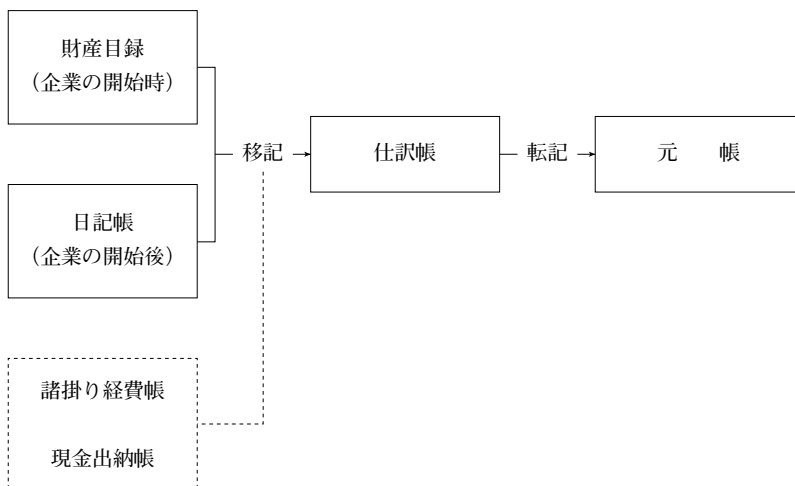 財産目録
（企業の開始時）
移記
仕訳帳
転記
元　　帳
日記帳
（企業の開始後）
諸掛り経費帳
現金出納帳